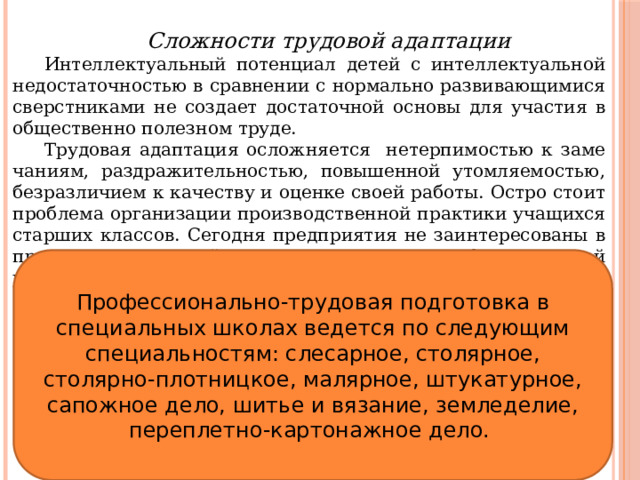 Сложности трудовой адаптации
Интеллектуальный потенциал детей с интеллектуальной
недостаточностью в сравнении с нормально развивающимися
сверстниками не создает достаточной основы для участия в
общественно полезном труде.
Трудовая адаптация осложняется нетерпимостью к заме
чаниям, раздражительностью, повышенной утомляемостью,
безразличием к качеству и оценке своей работы. Остро стоит
проблема организации производственной практики учащихся
старших классов. Сегодня предприятия не заинтересованы в
Профессионально-трудовая подготовка в
специальных школах ведется по следующим
специальностям: слесарное, столярное,
столярно-плотницкое, малярное, штукатурное,
сапожное дело, шитье и вязание, земледелие,
переплетно-картонажное дело.